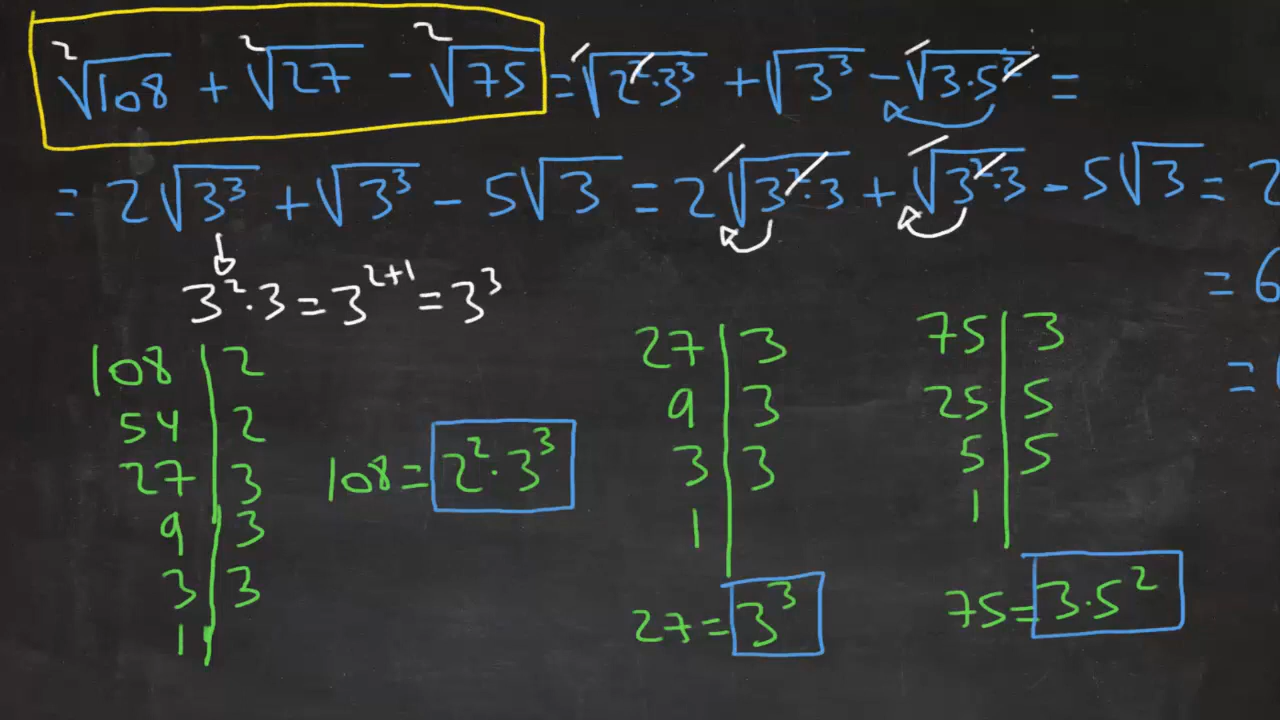 ²√108 + ²√27 - ²√75 = √2²·3³ + √3³ - √3·5² =
= 2√3³ + √3³ - 5√3 = 2√3²·3 + √3²·3 - 5√3 = 2
3²·3 = 3²⁺¹ = 3³
= 6
=
108 | 2
54 | 2
27 | 3
9 | 3
3 | 3
1
108 = 2²·3³
27 | 3
9 | 3
3 | 3
1
27 = 3³
75 | 3
25 | 5
5 | 5
1
75 = 3·5²